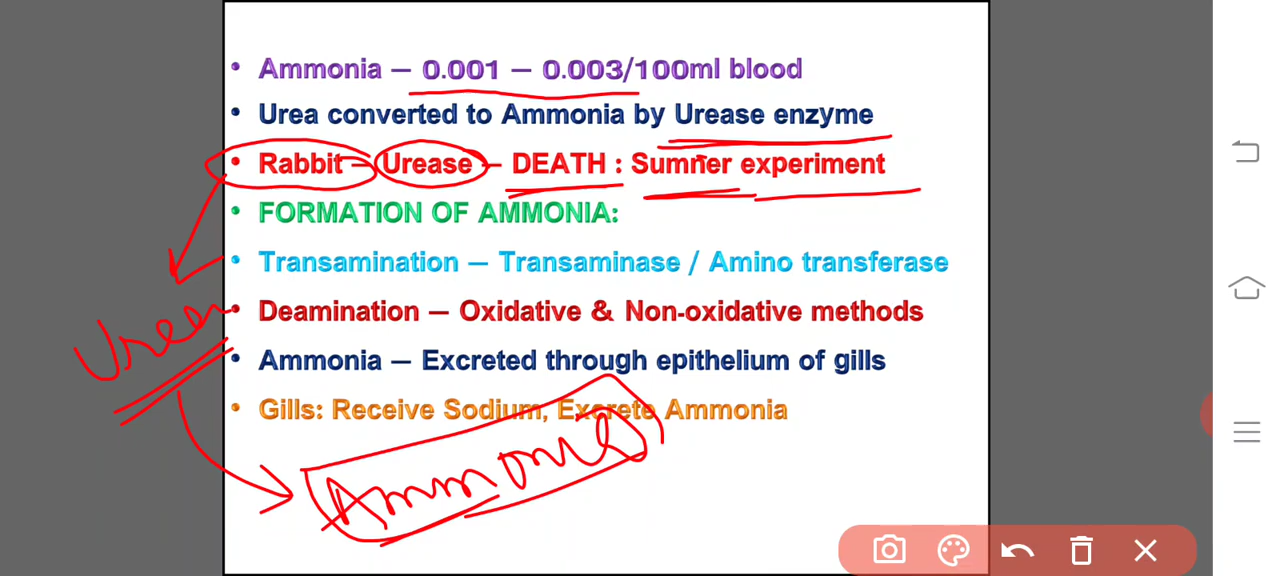 • Ammonia – 0.001 – 0.003/100ml blood
• Urea converted to Ammonia by Urease enzyme
• Rabbit – Urease – DEATH : Sumner experiment
• FORMATION OF AMMONIA:
• Transamination – Transaminase / Amino transferase
• Deamination – Oxidative & Non-oxidative methods
Urea
• Ammonia – Excreted through epithelium of gills
• Gills: Receive Sodium, Excrete Ammonia
Ammonia